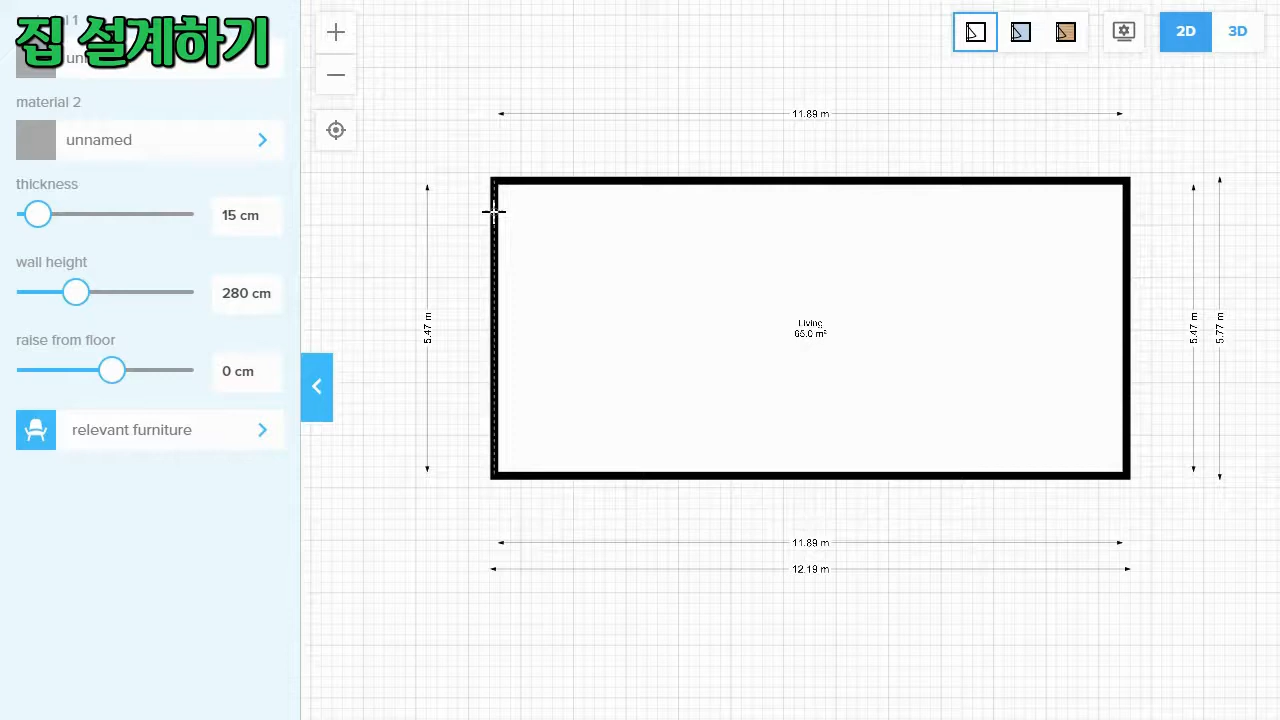 집 설계하기
material 2
unnamed
thickness
15 cm
wall height
280 cm
raise from floor
0 cm
relevant furniture
2D
3D
11.89 m
5.47 m
Living
65.0 m²
5.47 m
5.77 m
11.89 m
12.19 m